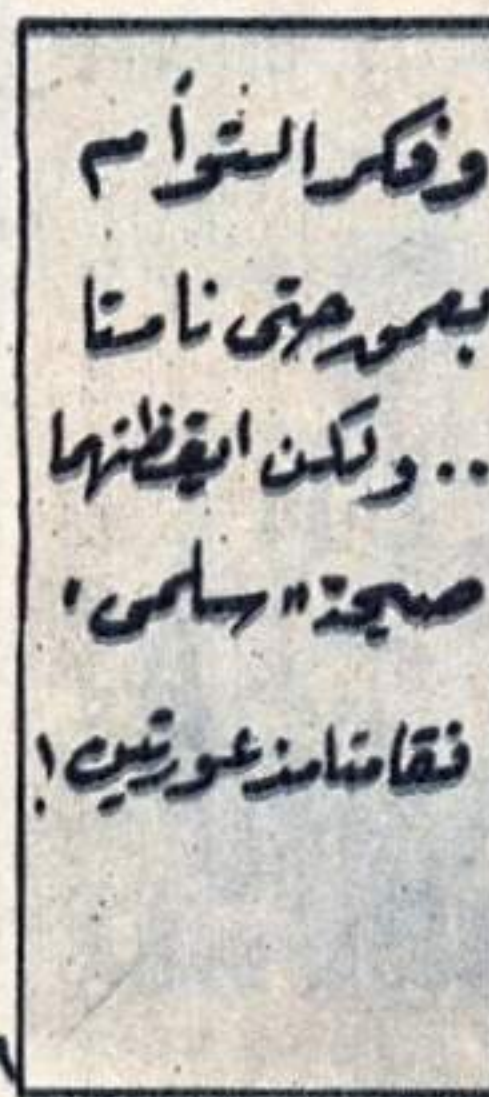 وفكر التوأم
بعمق حتى نامتا
.. ولكن ايقظتهما
صيحة "سلمى"
فقامتا مذعورتين !